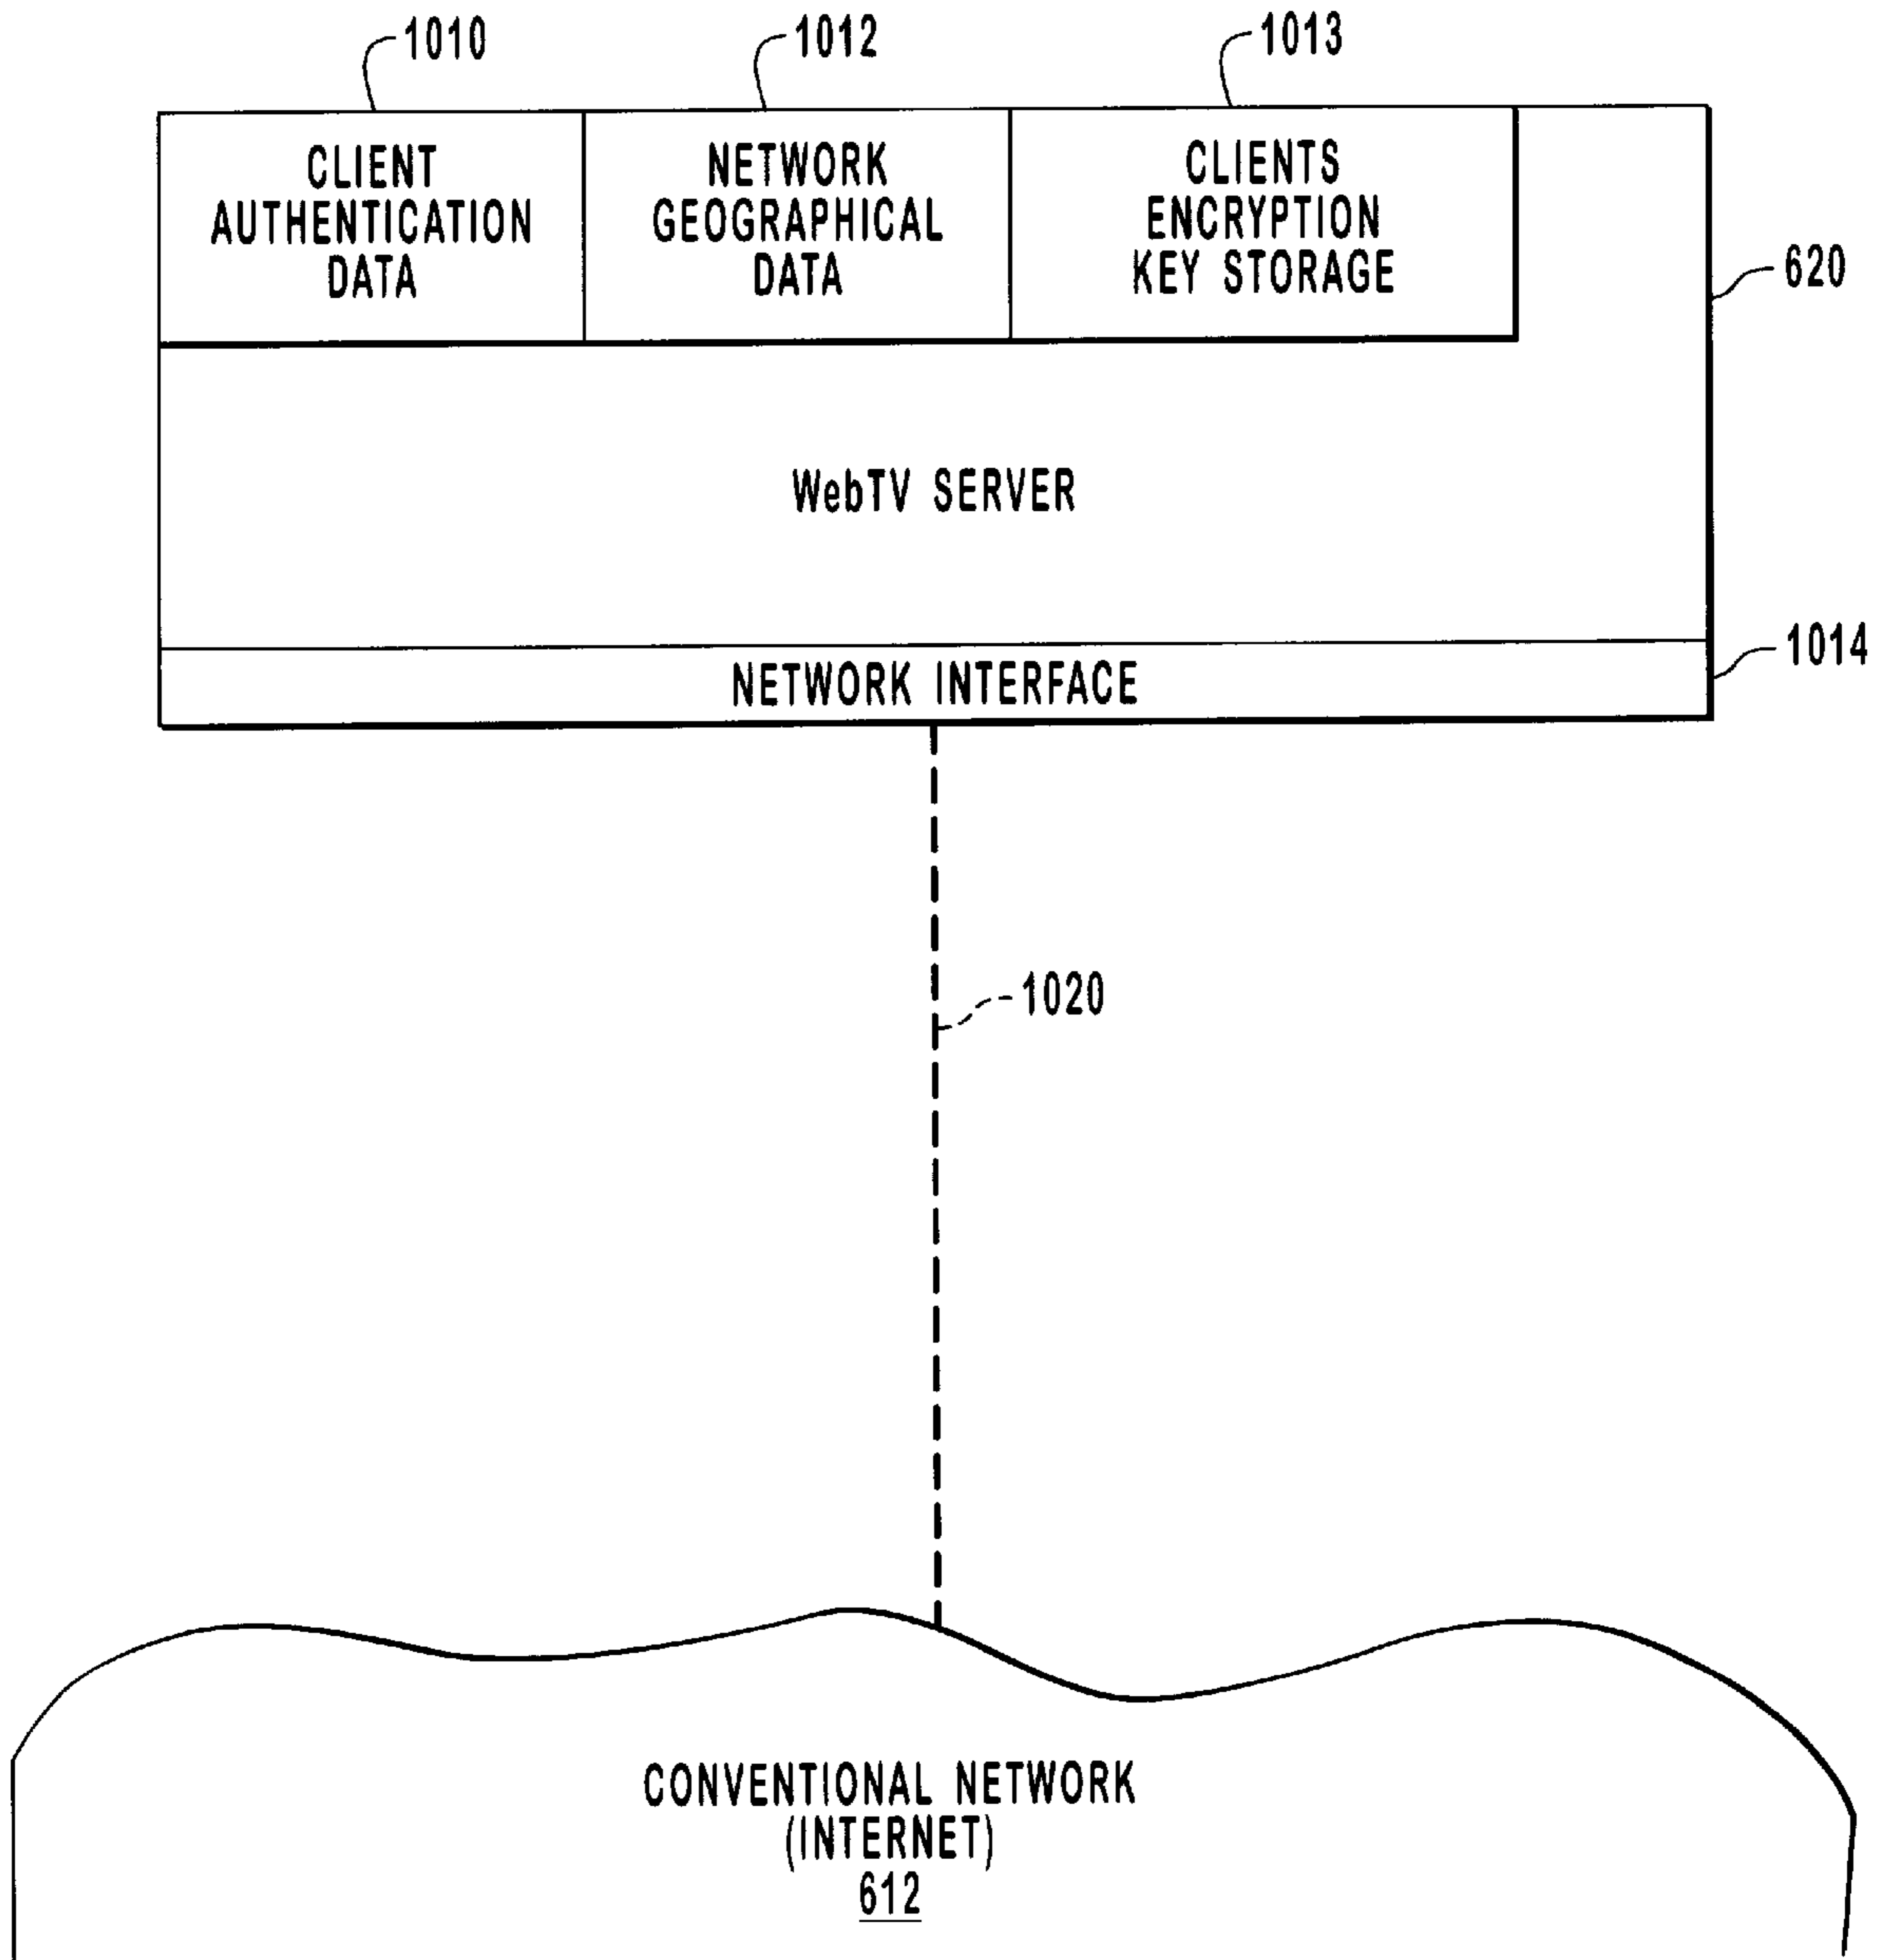 1010
1012
1013
CLIENT
AUTHENTICATION
DATA
NETWORK
GEOGRAPHICAL
DATA
CLIENTS
ENCRYPTION
KEY STORAGE
620
WebTV SERVER
1014
NETWORK INTERFACE
1020
CONVENTIONAL NETWORK
(INTERNET)
612